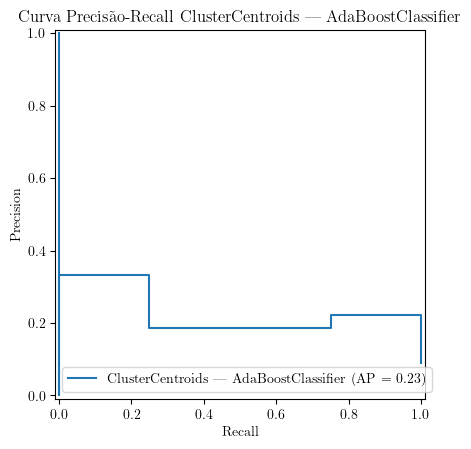 Curva Precisão-Recall ClusterCentroids — AdaBoostClassifier
1.0
0.8
0.6
0.4
0.2
0.0
Precision
ClusterCentroids — AdaBoostClassifier (AP = 0.23)
0.0 0.2 0.4 0.6 0.8 1.0
Recall